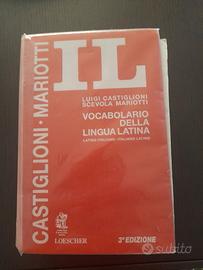 CASTIGLIONI • MARIOTTI
IL
LUIGI CASTIGLIONI
SCEVOLA MARIOTTI
VOCABOLARIO
DELLA
LINGUA LATINA
LATINO-ITALIANO • ITALIANO-LATINO
LOESCHER
3ª EDIZIONE
subito